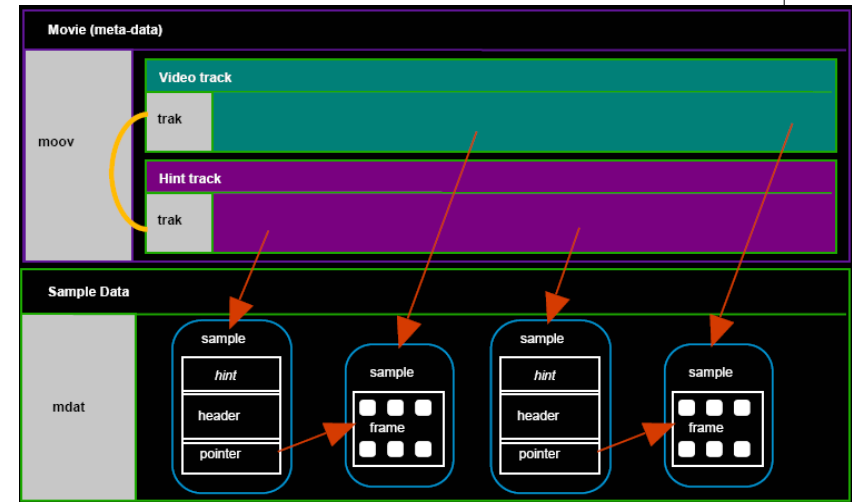 Movie (meta-data)
Video track
trak
moov
Hint track
trak
Sample Data
sample
hint
header
pointer
sample
frame
sample
hint
header
pointer
sample
frame
mdat